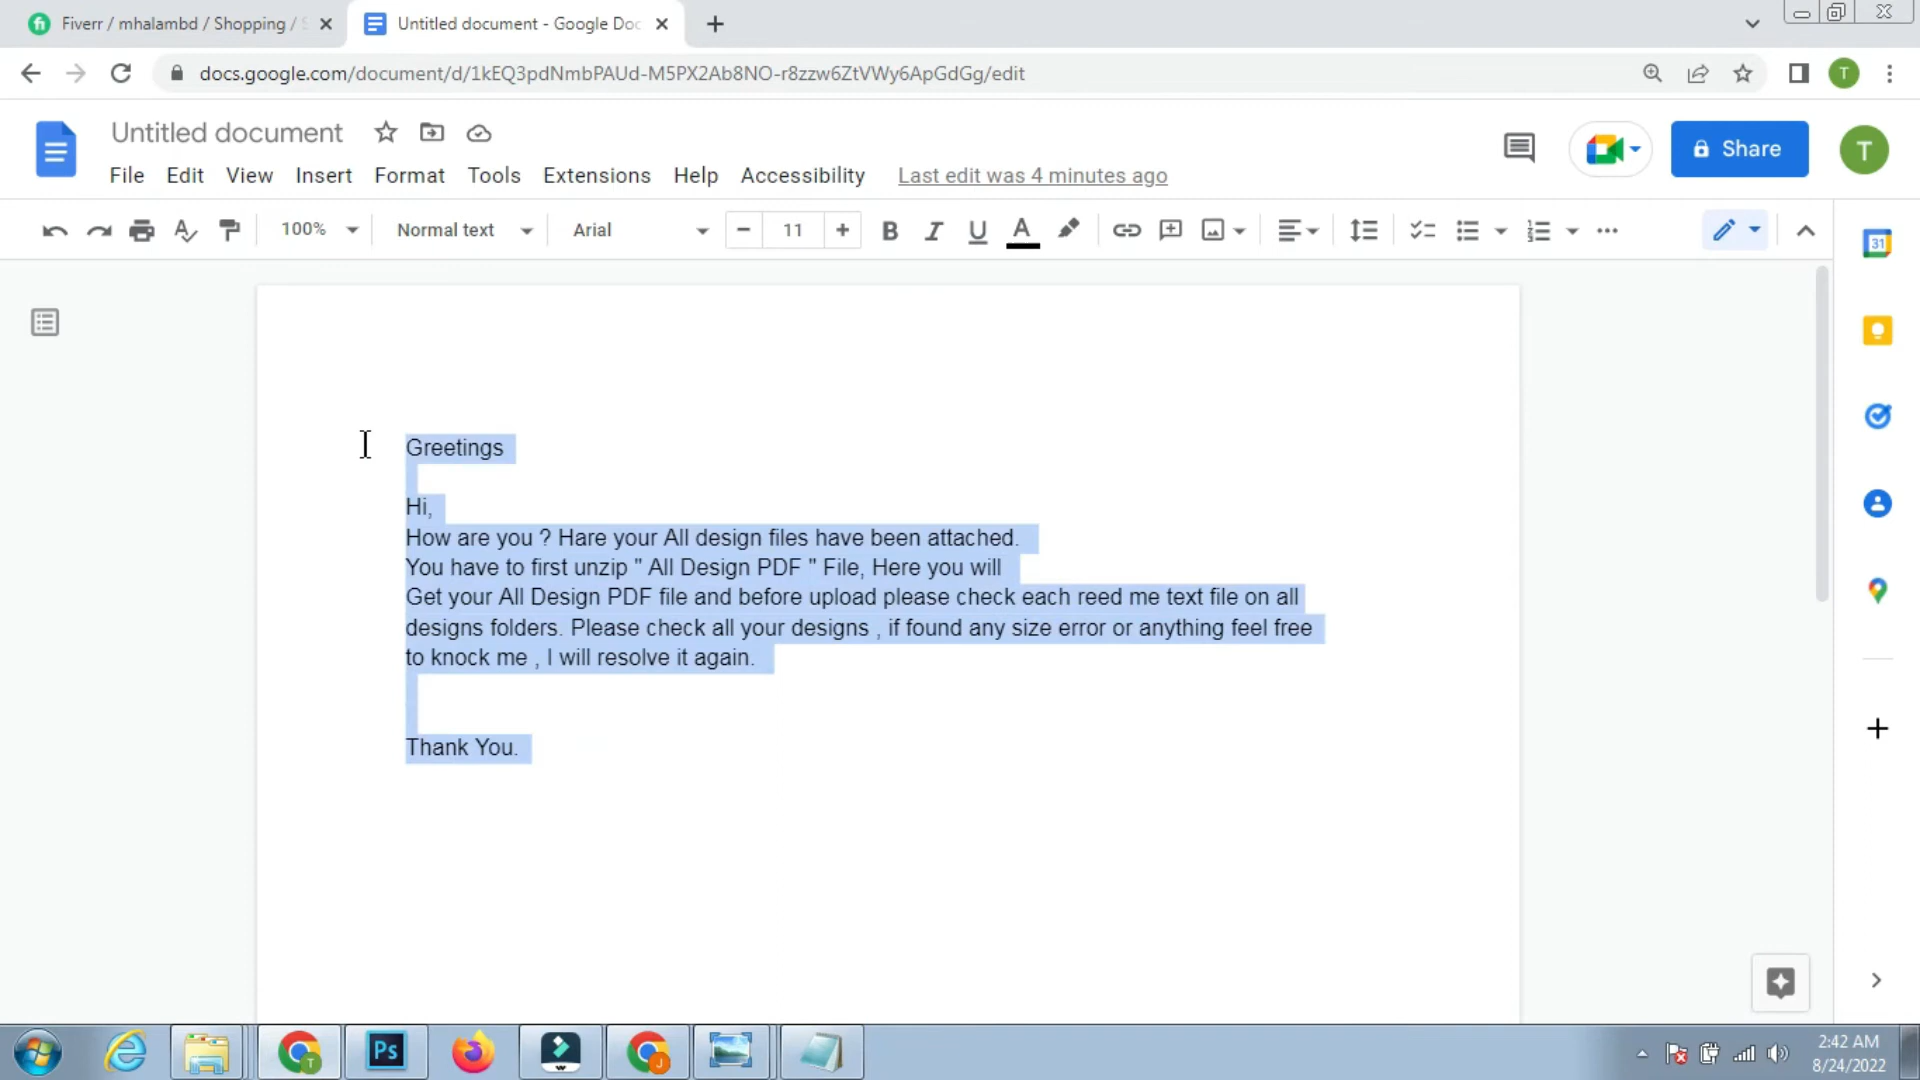 Fiverr / mhalambd / Shopping /
Untitled document - Google Doc
docs.google.com/document/d/1kEQ3pdNmbPAUd-M5PX2Ab8NO-r8zzw6ZtVWy6ApGdGg/edit
T
Untitled document
Share
T
File Edit View Insert Format Tools Extensions Help Accessibility Last edit was 4 minutes ago
100% Normal text Arial 11 B I U A
31
Greetings
Hi,
How are you ? Hare your All design files have been attached.
You have to first unzip " All Design PDF " File, Here you will
Get your All Design PDF file and before upload please check each reed me text file on all
designs folders. Please check all your designs , if found any size error or anything feel free
to knock me , I will resolve it again.
Thank You.
Ps
T
J
2:42 AM
8/24/2022